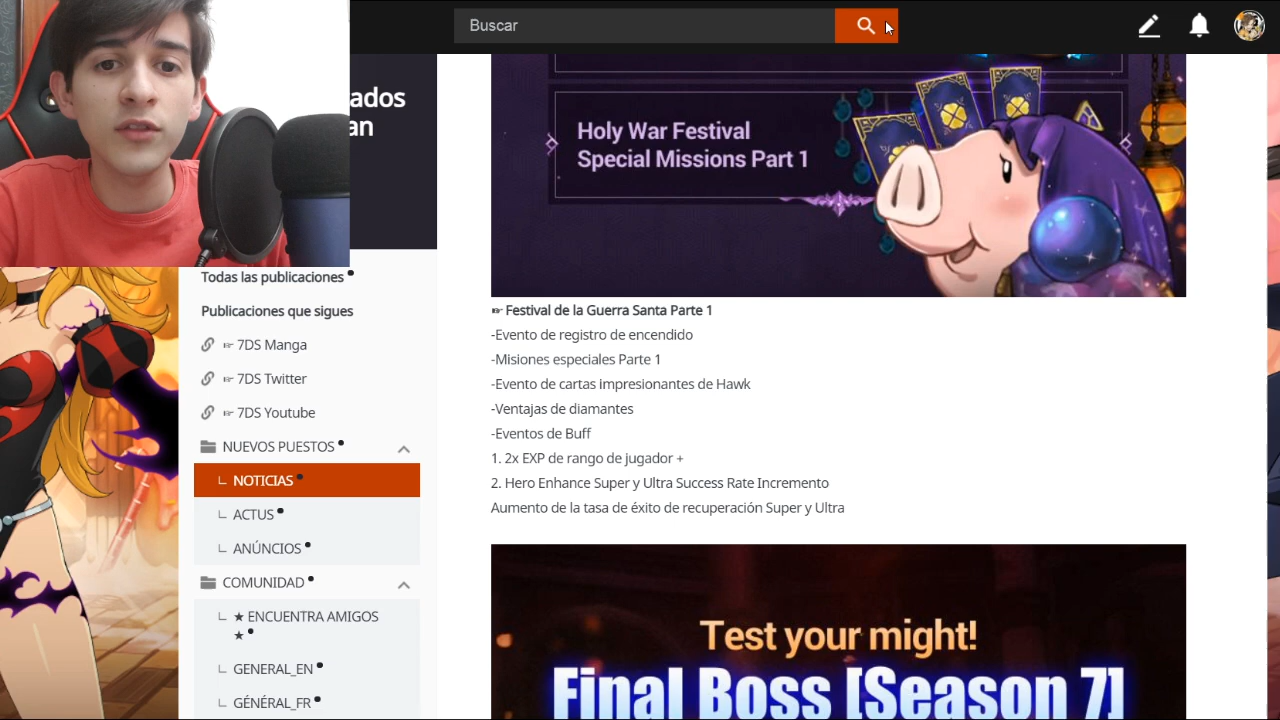 Buscar
ados
an
Holy War Festival
Special Missions Part 1
Todas las publicaciones
Publicaciones que sigues
☞ 7DS Manga
☞ 7DS Twitter
☞ 7DS Youtube
NUEVOS PUESTOS
NOTICIAS
ACTUS
ANÚNCIOS
COMUNIDAD
★ ENCUENTRA AMIGOS
★
GENERAL_EN
GÉNÉRAL_FR
☞ Festival de la Guerra Santa Parte 1
-Evento de registro de encendido
-Misiones especiales Parte 1
-Evento de cartas impresionantes de Hawk
-Ventajas de diamantes
-Eventos de Buff
1. 2x EXP de rango de jugador +
2. Hero Enhance Super y Ultra Success Rate Incremento
Aumento de la tasa de éxito de recuperación Super y Ultra
Test your might!
Final Boss [Season 7]